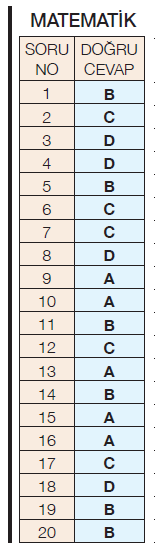 MATEMATİK
SORU NO DOĞRU CEVAP
1 B
2 C
3 D
4 D
5 B
6 C
7 C
8 D
9 A
10 A
11 B
12 C
13 A
14 B
15 A
16 A
17 C
18 D
19 B
20 B